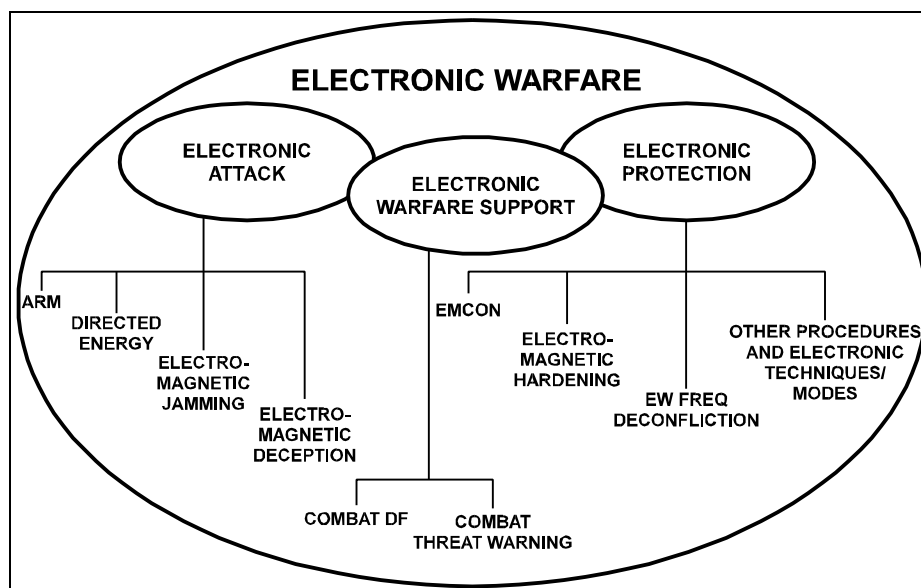 ELECTRONIC WARFARE
ELECTRONIC
ATTACK
ELECTRONIC
WARFARE SUPPORT
ELECTRONIC
PROTECTION
ARM
DIRECTED
ENERGY
ELECTRO-
MAGNETIC
JAMMING
ELECTRO-
MAGNETIC
DECEPTION
COMBAT DF
COMBAT
THREAT WARNING
EMCON
ELECTRO-
MAGNETIC
HARDENING
EW FREQ
DECONFLICTION
OTHER PROCEDURES
AND ELECTRONIC
TECHNIQUES/
MODES